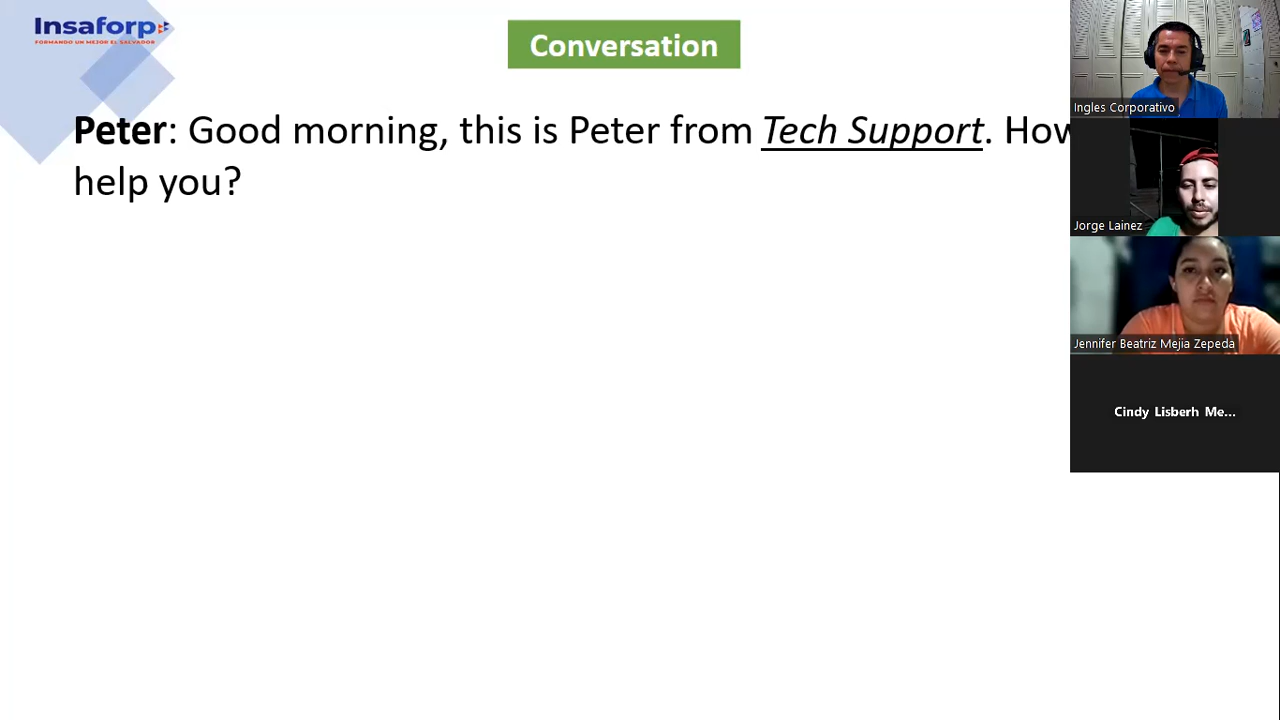 Insaforp
FORMANDO UN MEJOR EL SALVADOR
Conversation
Peter: Good morning, this is Peter from Tech Support. How
help you?
Ingles Corporativo
Jorge Lainez
Jennifer Beatriz Mejia Zepeda
Cindy Lisberh Me...